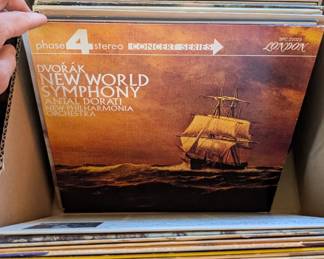 phase 4 stereo CONCERT SERIES
LONDON
DVOŘÁK
NEW WORLD
SYMPHONY
ANTAL DORATI
NEW PHILHARMONIA
ORCHESTRA